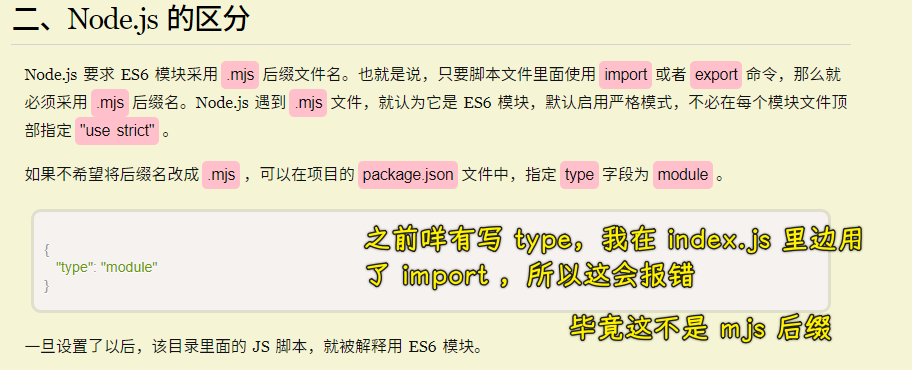 二、Node.js 的区分
Node.js 要求 ES6 模块采用 .mjs 后缀文件名。也就是说，只要脚本文件里面使用 import 或者 export 命令，那么就
必须采用 .mjs 后缀名。Node.js 遇到 .mjs 文件，就认为它是 ES6 模块，默认启用严格模式，不必在每个模块文件顶
部指定 "use strict" 。
如果不希望将后缀名改成 .mjs ，可以在项目的 package.json 文件中，指定 type 字段为 module 。
{
"type": "module"
}
之前咩有写 type，我在 index.js 里边用
了 import ，所以这会报错
毕竟这不是 mjs 后缀
一旦设置了以后，该目录里面的 JS 脚本，就被解释用 ES6 模块。